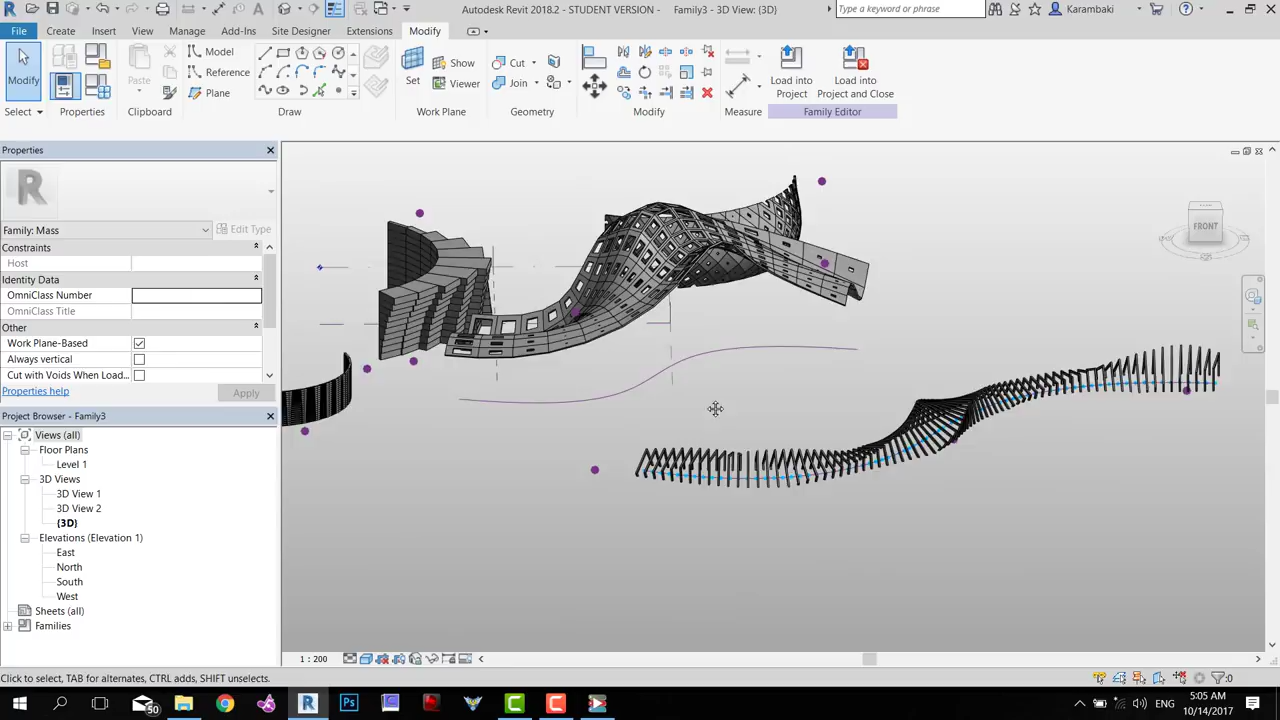 Autodesk Revit 2018.2 - STUDENT VERSION - Family3 - 3D View: {3D}
Type a keyword or phrase
Karambaki
File
Create
Insert
View
Manage
Add-Ins
Site Designer
Extensions
Modify
Modify
Paste
Model
Reference
Plane
Set
Show
Viewer
Cut
Join
Load into
Project
Load into
Project and Close
Select
Properties
Clipboard
Draw
Work Plane
Geometry
Modify
Measure
Family Editor
Properties
R
Family: Mass
Edit Type
Constraints
Host
Identity Data
OmniClass Number
OmniClass Title
Other
Work Plane-Based
Always vertical
Cut with Voids When Load...
Properties help
Apply
Project Browser - Family3
Views (all)
Floor Plans
Level 1
3D Views
3D View 1
3D View 2
{3D}
Elevations (Elevation 1)
East
North
South
West
Sheets (all)
Families
FRONT
1 : 200
Click to select, TAB for alternates, CTRL adds, SHIFT unselects.
:0
50
R
Ps
C
C
5:05 AM
10/14/2017